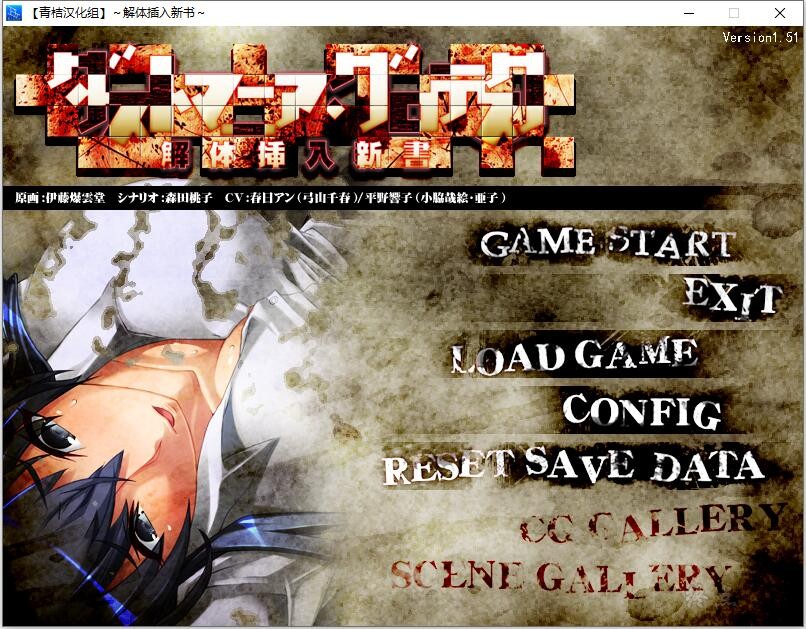 【青桔汉化组】~解体插入新书~
Version1.51
ダルマニア・グロテスク
解体挿入新書
原画:伊藤爆雲堂 シナリオ:森田桃子 CV:春日アン(弓山千春)/平野響子(小脇哉絵・亜子)
GAME START
EXIT
LOAD GAME
CONFIG
RESET SAVE DATA
CG GALLERY
SCENE GALLERY